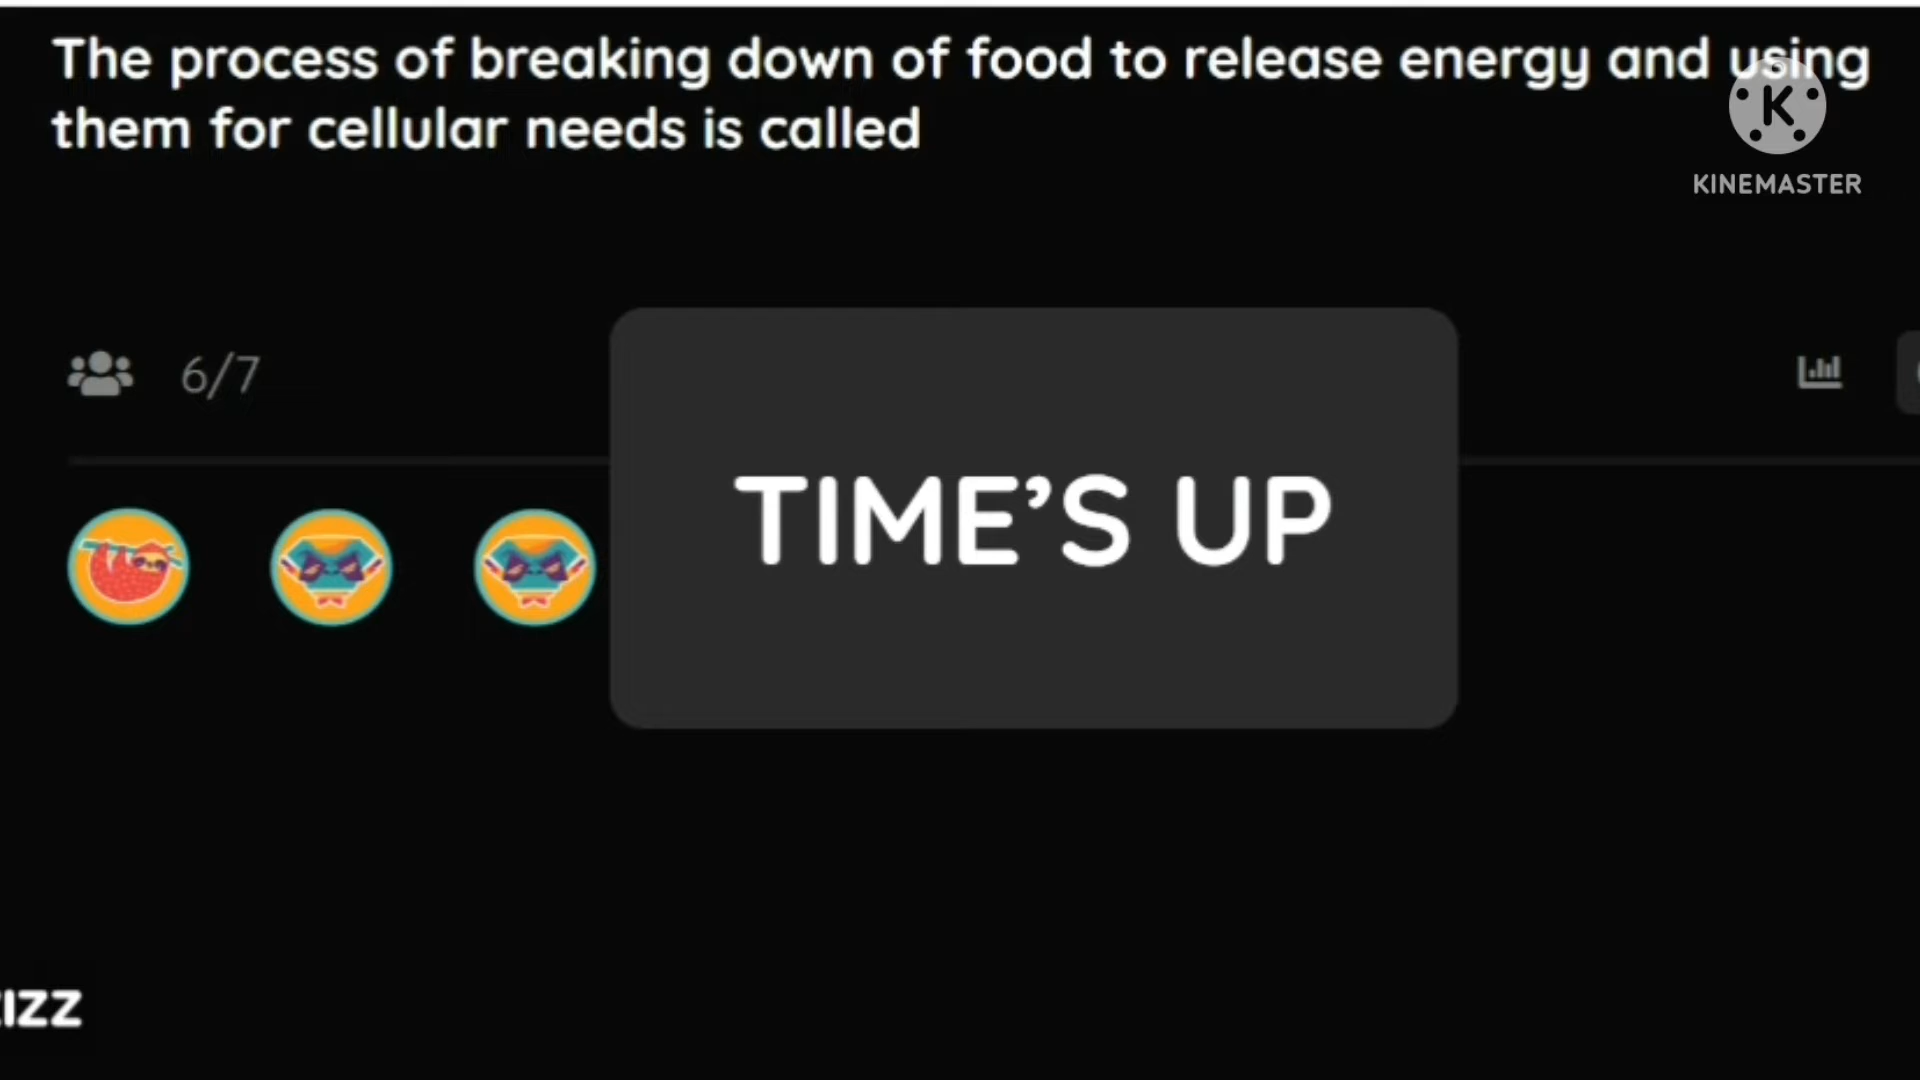 The process of breaking down of food to release energy and using
them for cellular needs is called
K
KINEMASTER
6/7
TIME’S UP
IZZ